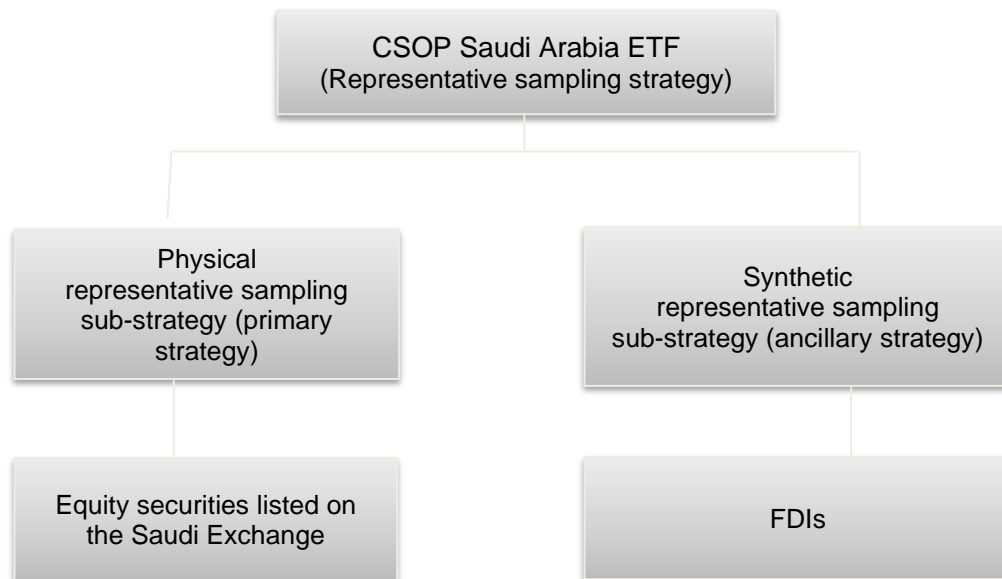 CSOP Saudi Arabia ETF
(Representative sampling strategy)
Physical
representative sampling
sub-strategy (primary
strategy)
Synthetic
representative sampling
sub-strategy (ancillary strategy)
Equity securities listed on
the Saudi Exchange
FDIs